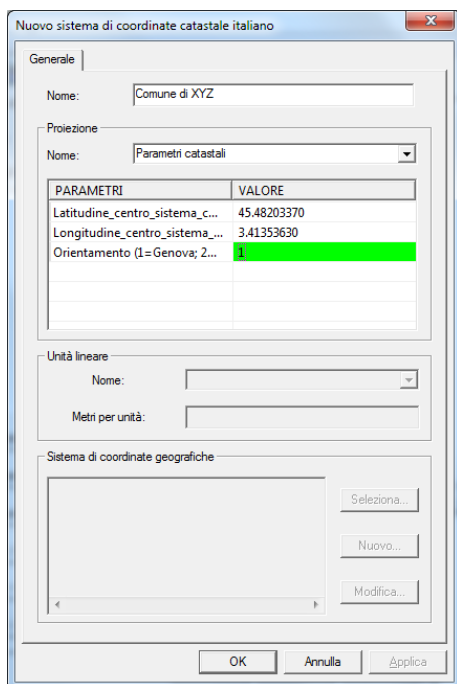 Nuovo sistema di coordinate catastale italiano
Generale
Nome: Comune di XYZ
Proiezione
Nome: Parametri catastali
PARAMETRI VALORE
Latitudine_centro_sistema_c... 45.48203370
Longitudine_centro_sistema_... 3.41353630
Orientamento (1=Genova; 2... 1
Unità lineare
Nome:
Metri per unità:
Sistema di coordinate geografiche
Seleziona...
Nuovo...
Modifica...
OK Annulla Applica